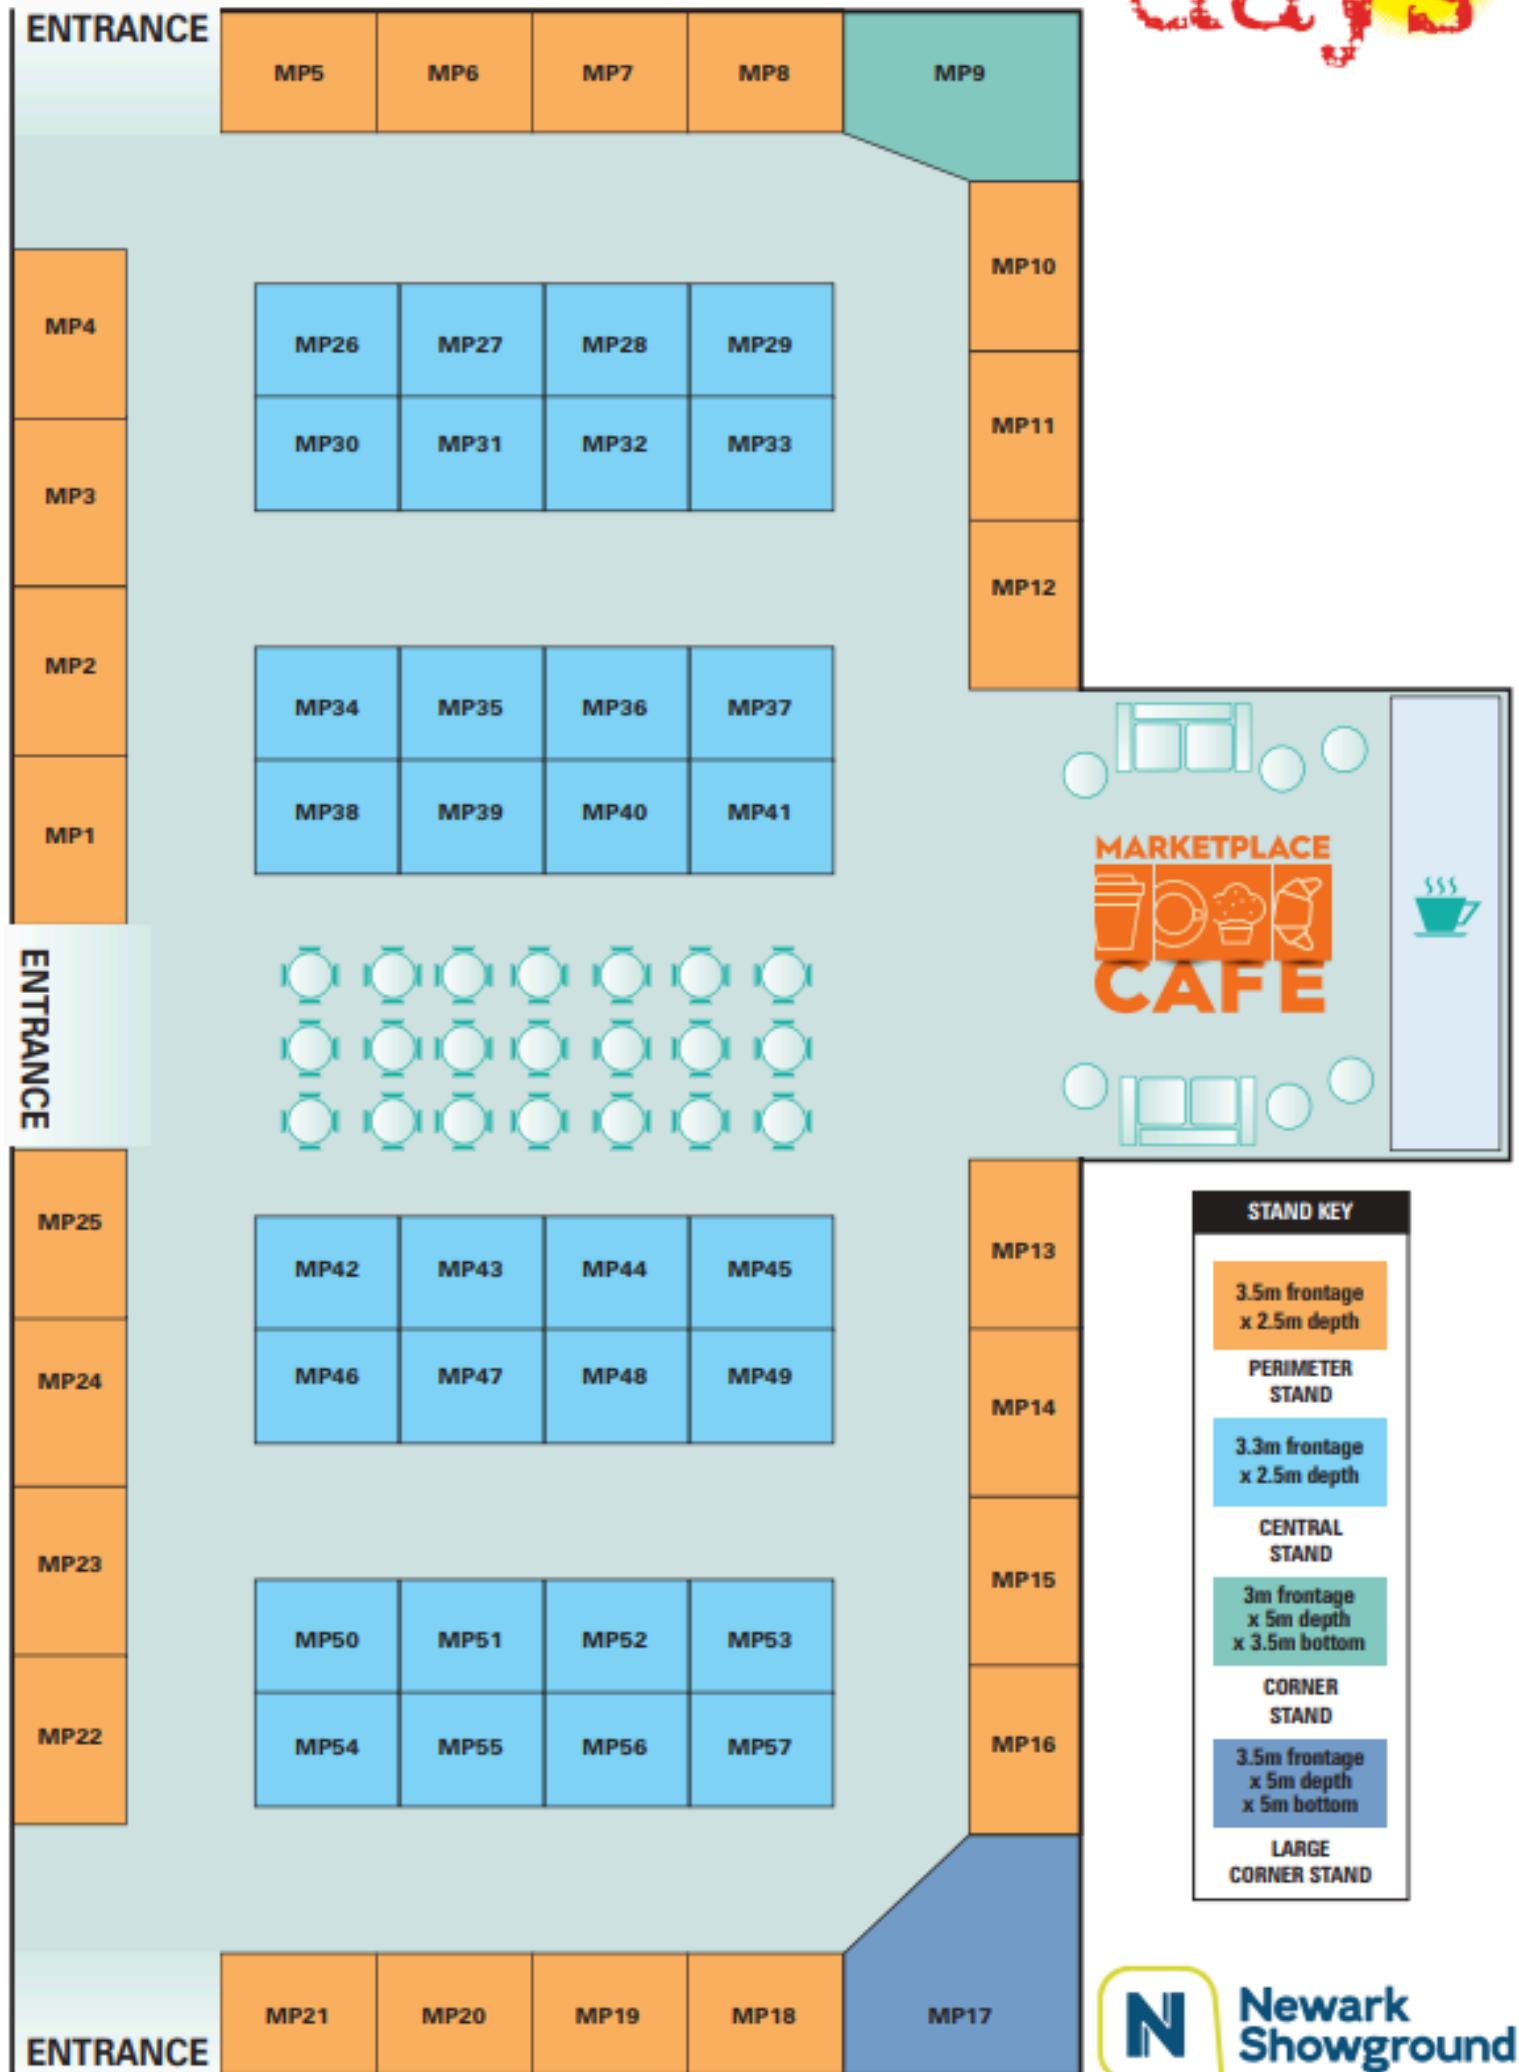 days
ENTRANCE
MP5 MP6 MP7 MP8 MP9
MP10
MP4
MP26 MP27 MP28 MP29
MP11
MP30 MP31 MP32 MP33
MP3
MP12
MP2
MP34 MP35 MP36 MP37
MP38 MP39 MP40 MP41
MP1
MARKETPLACE
CAFE
ENTRANCE
MP25
MP13
MP42 MP43 MP44 MP45
MP24
MP46 MP47 MP48 MP49
MP14
MP23
MP15
MP50 MP51 MP52 MP53
MP22
MP54 MP55 MP56 MP57
MP16
MP21 MP20 MP19 MP18 MP17
ENTRANCE
STAND KEY
3.5m frontage
x 2.5m depth
PERIMETER
STAND
3.3m frontage
x 2.5m depth
CENTRAL
STAND
3m frontage
x 5m depth
x 3.5m bottom
CORNER
STAND
3.5m frontage
x 5m depth
x 5m bottom
LARGE
CORNER STAND
N
Newark
Showground